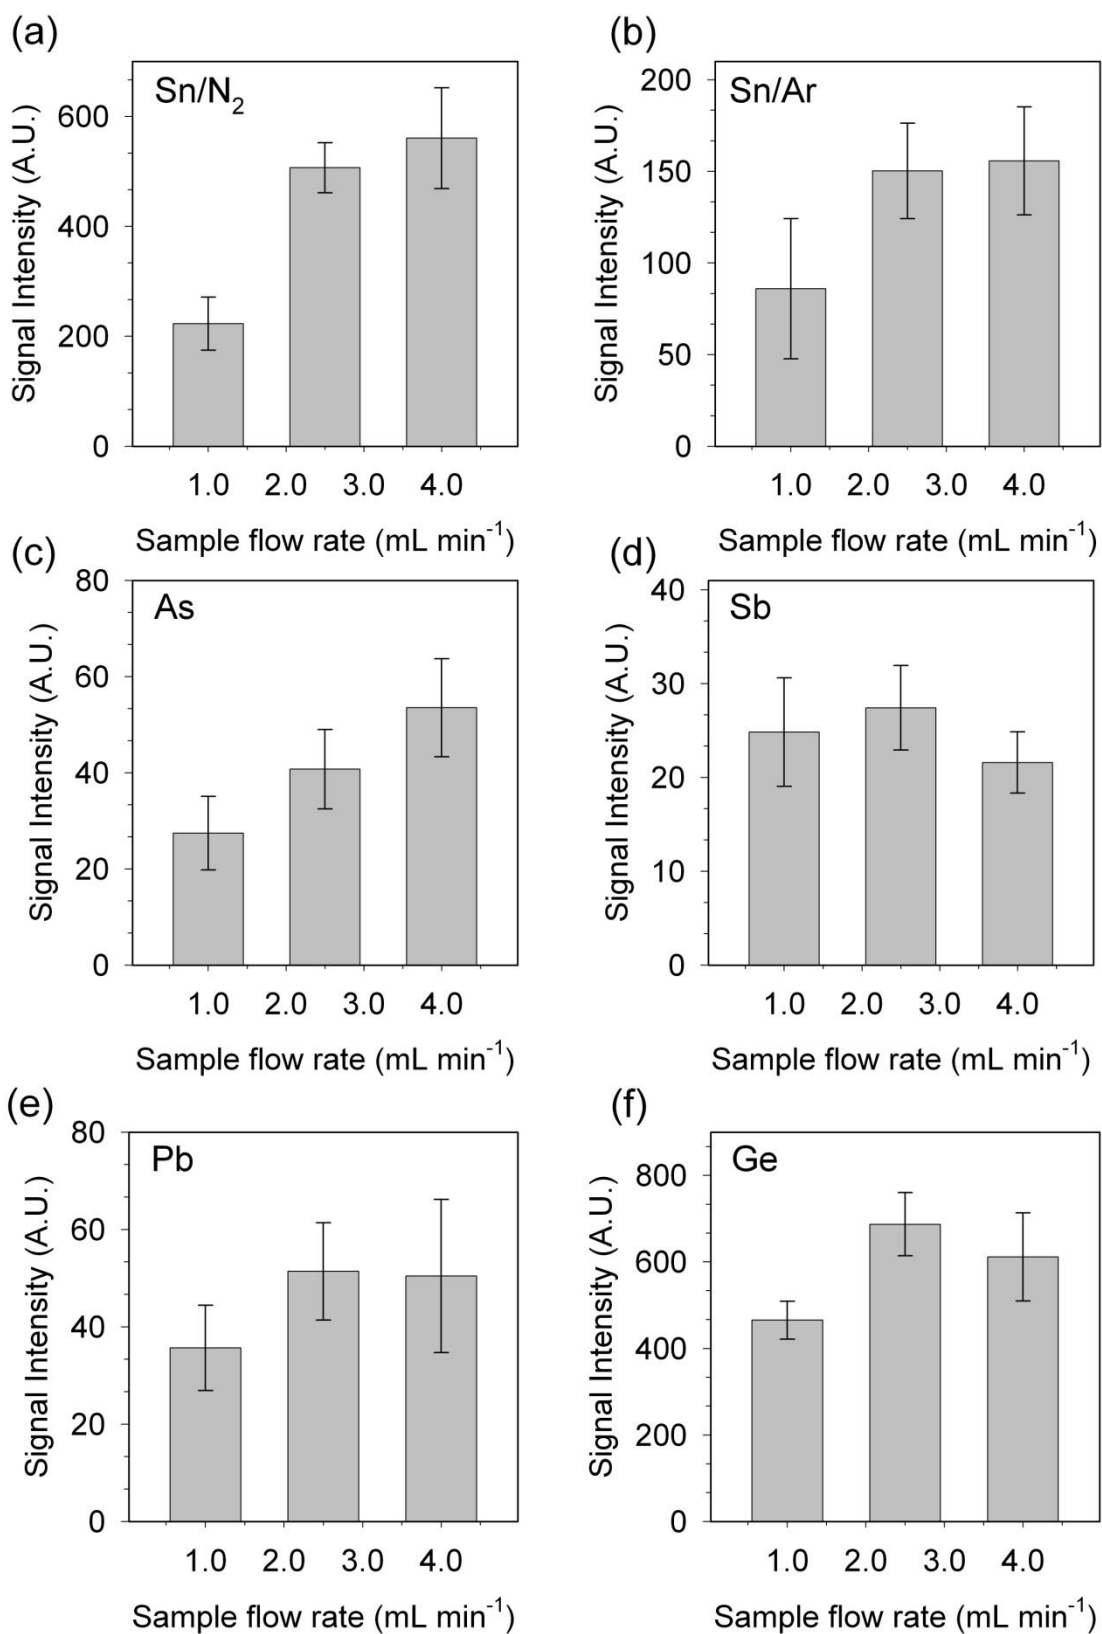 (a)
Sn/N₂
Signal Intensity (A.U.)
600
400
200
0
1.0 2.0 3.0 4.0
Sample flow rate (mL min⁻¹)
(b)
Sn/Ar
Signal Intensity (A.U.)
200
150
100
50
0
1.0 2.0 3.0 4.0
Sample flow rate (mL min⁻¹)
(c)
As
Signal Intensity (A.U.)
80
60
40
20
0
1.0 2.0 3.0 4.0
Sample flow rate (mL min⁻¹)
(d)
Sb
Signal Intensity (A.U.)
40
30
20
10
0
1.0 2.0 3.0 4.0
Sample flow rate (mL min⁻¹)
(e)
Pb
Signal Intensity (A.U.)
80
60
40
20
0
1.0 2.0 3.0 4.0
Sample flow rate (mL min⁻¹)
(f)
Ge
Signal Intensity (A.U.)
800
600
400
200
0
1.0 2.0 3.0 4.0
Sample flow rate (mL min⁻¹)